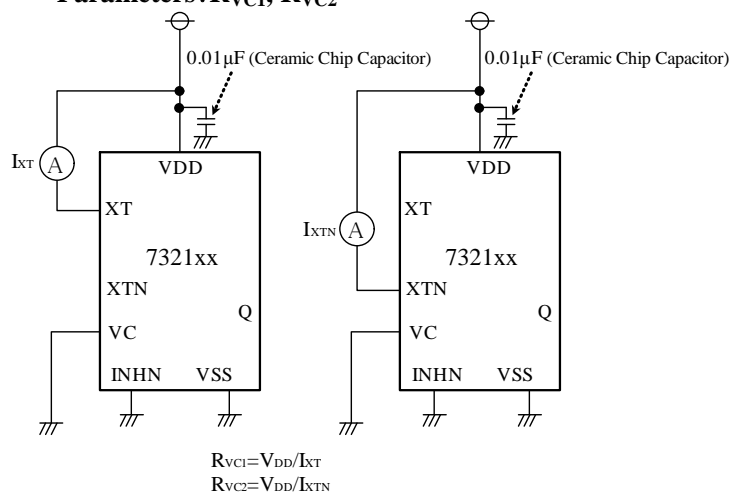 Parameters:RVC1, RVC2
0.01µF (Ceramic Chip Capacitor)
IXT
A
VDD
XT
7321xx
XTN
Q
VC
INHN VSS
0.01µF (Ceramic Chip Capacitor)
IXTN
A
VDD
XT
7321xx
XTN
Q
VC
INHN VSS
RVC1=VDD/IXT
RVC2=VDD/IXTN